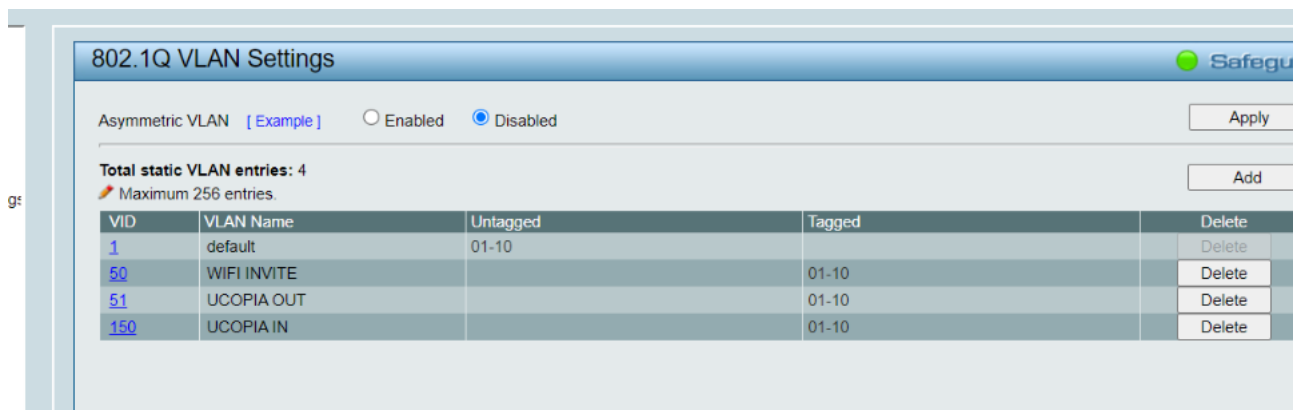 802.1Q VLAN Settings Safegu
Asymmetric VLAN [ Example ] Enabled Disabled Apply
Total static VLAN entries: 4
Maximum 256 entries. Add
gs
VID VLAN Name Untagged Tagged Delete
1 default 01-10 Delete
50 WIFI INVITE 01-10 Delete
51 UCOPIA OUT 01-10 Delete
150 UCOPIA IN 01-10 Delete